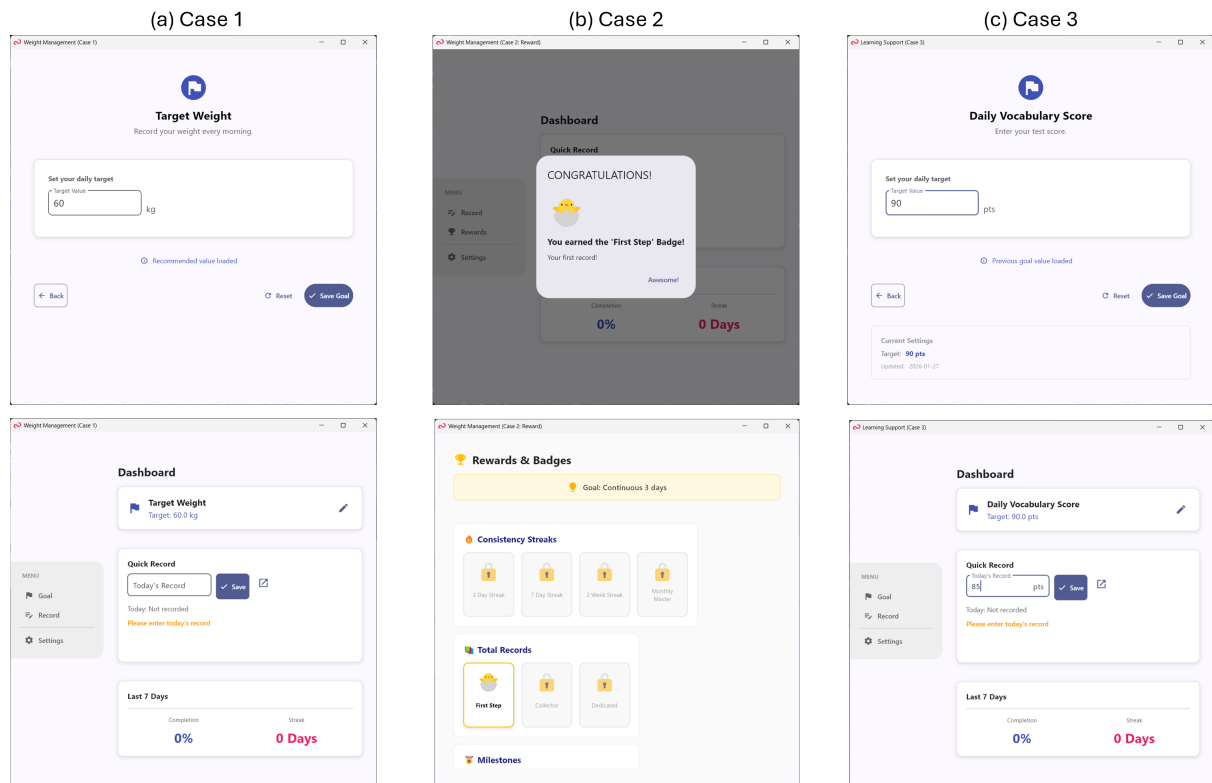 (a) Case 1
Weight Management (Case 1)
Target Weight
Record your weight every morning.
Set your daily target
Target Value
60
kg
Recommended value loaded
Back
Reset
Save Goal
(b) Case 2
Weight Management (Case 2: Reward)
Dashboard
Quick Record
CONGRATULATIONS!
You earned the 'First Step' Badge!
Your first record!
Awesome!
MENU
Record
Rewards
Settings
Completion
Streak
0%
0 Days
(c) Case 3
Learning Support (Case 3)
Daily Vocabulary Score
Enter your test score.
Set your daily target
Target Value
90
pts
Previous goal value loaded
Back
Reset
Save Goal
Current Settings
Target: 90 pts
Updated: 2026-01-27
Weight Management (Case 1)
Dashboard
Target Weight
Target: 60.0 kg
MENU
Goal
Record
Settings
Quick Record
Today's Record
Save
Today: Not recorded
Please enter today's record
Last 7 Days
Completion
Streak
0%
0 Days
Weight Management (Case 2: Reward)
Rewards & Badges
Goal: Continuous 3 days
Consistency Streaks
3 Day Streak
7 Day Streak
2 Week Streak
Monthly
Master
Total Records
First Step
Collector
Dedicated
Milestones
Learning Support (Case 3)
Dashboard
Daily Vocabulary Score
Target: 90.0 pts
MENU
Goal
Record
Settings
Quick Record
Today's Record
85
pts
Save
Today: Not recorded
Please enter today's record
Last 7 Days
Completion
Streak
0%
0 Days